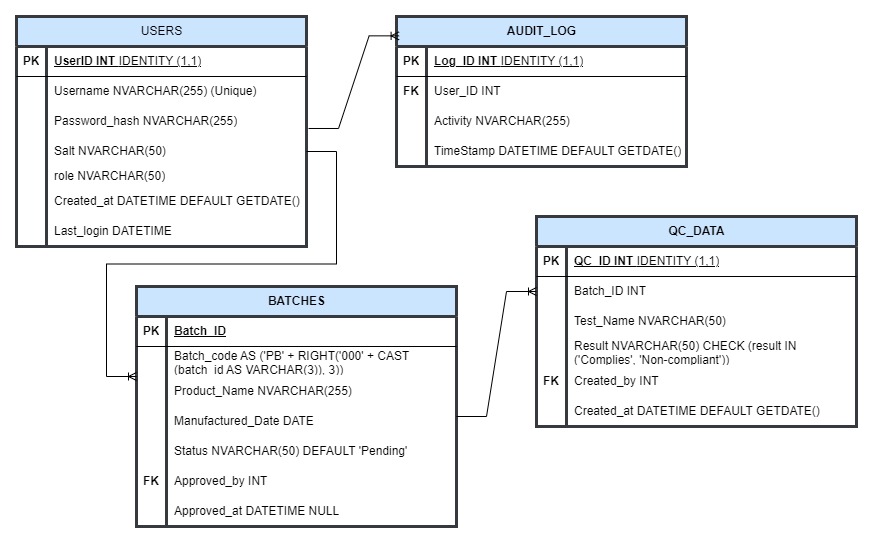 USERS
PK UserID INT IDENTITY (1,1)
Username NVARCHAR(255) (Unique)
Password_hash NVARCHAR(255)
Salt NVARCHAR(50)
role NVARCHAR(50)
Created_at DATETIME DEFAULT GETDATE()
Last_login DATETIME
AUDIT_LOG
PK Log_ID INT IDENTITY (1,1)
FK User_ID INT
Activity NVARCHAR(255)
TimeStamp DATETIME DEFAULT GETDATE()
BATCHES
PK Batch_ID
Batch_code AS ('PB' + RIGHT('000' + CAST
(batch_id AS VARCHAR(3)), 3))
Product_Name NVARCHAR(255)
Manufactured_Date DATE
Status NVARCHAR(50) DEFAULT 'Pending'
FK Approved_by INT
Approved_at DATETIME NULL
QC_DATA
PK QC_ID INT IDENTITY (1,1)
Batch_ID INT
Test_Name NVARCHAR(50)
Result NVARCHAR(50) CHECK (result IN
('Complies', 'Non-compliant'))
FK Created_by INT
Created_at DATETIME DEFAULT GETDATE()